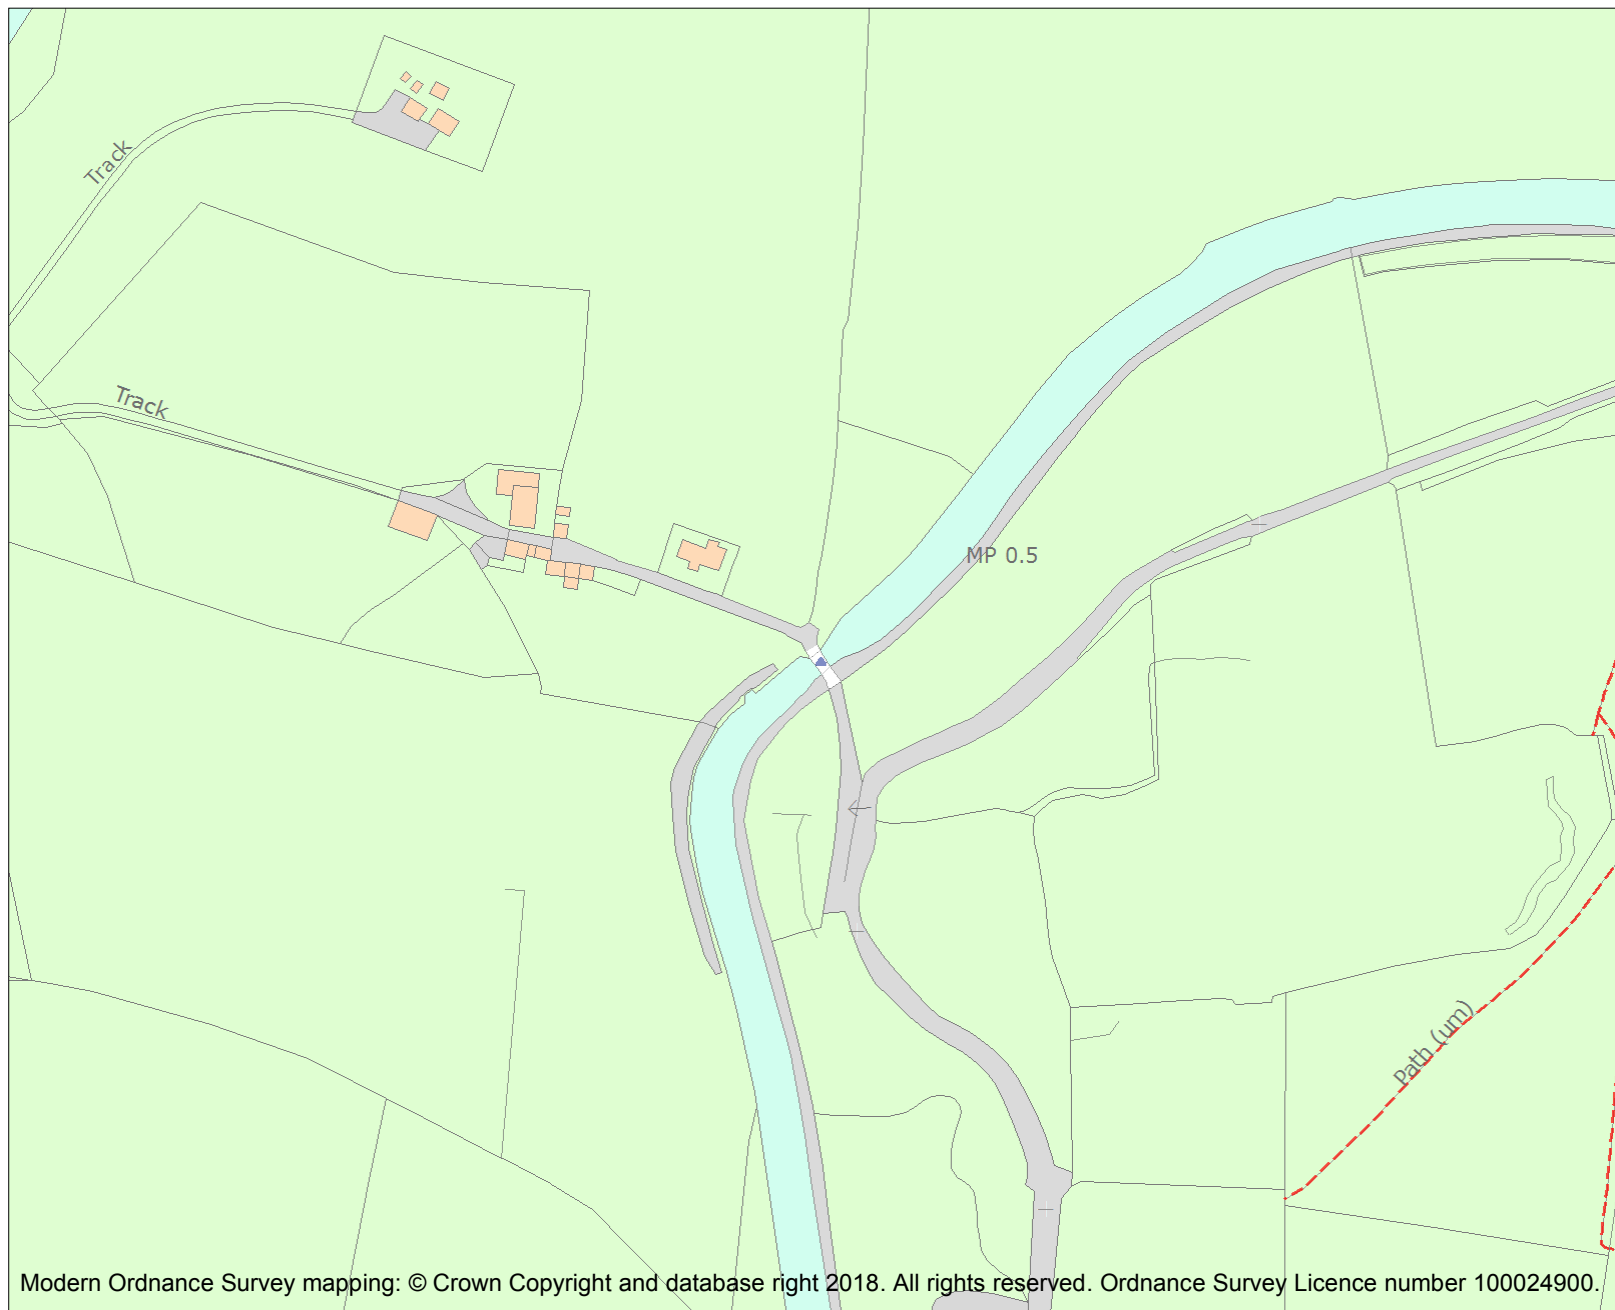 Track
Track
MP 0.5
Path (um)
Modern Ordnance Survey mapping: © Crown Copyright and database right 2018. All rights reserved. Ordnance Survey Licence number 100024900.